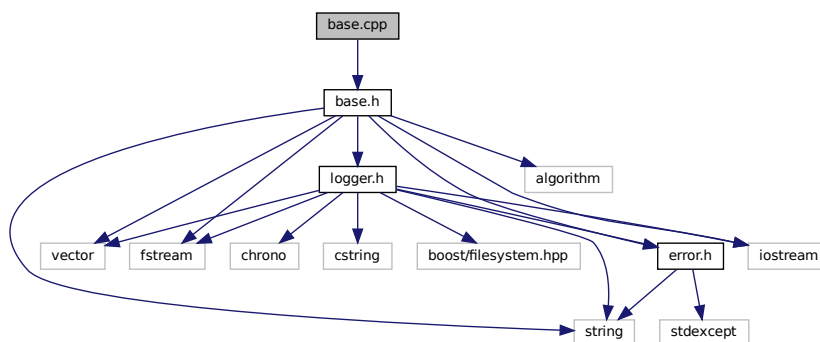 base.cpp
base.h
logger.h
algorithm
vector
fstream
chrono
cstring
boost/filesystem.hpp
error.h
iostream
string
stdexcept